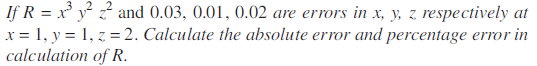 If R = x³ y² z² and 0.03, 0.01, 0.02 are errors in x, y, z respectively at
x = 1, y = 1, z = 2. Calculate the absolute error and percentage error in
calculation of R.